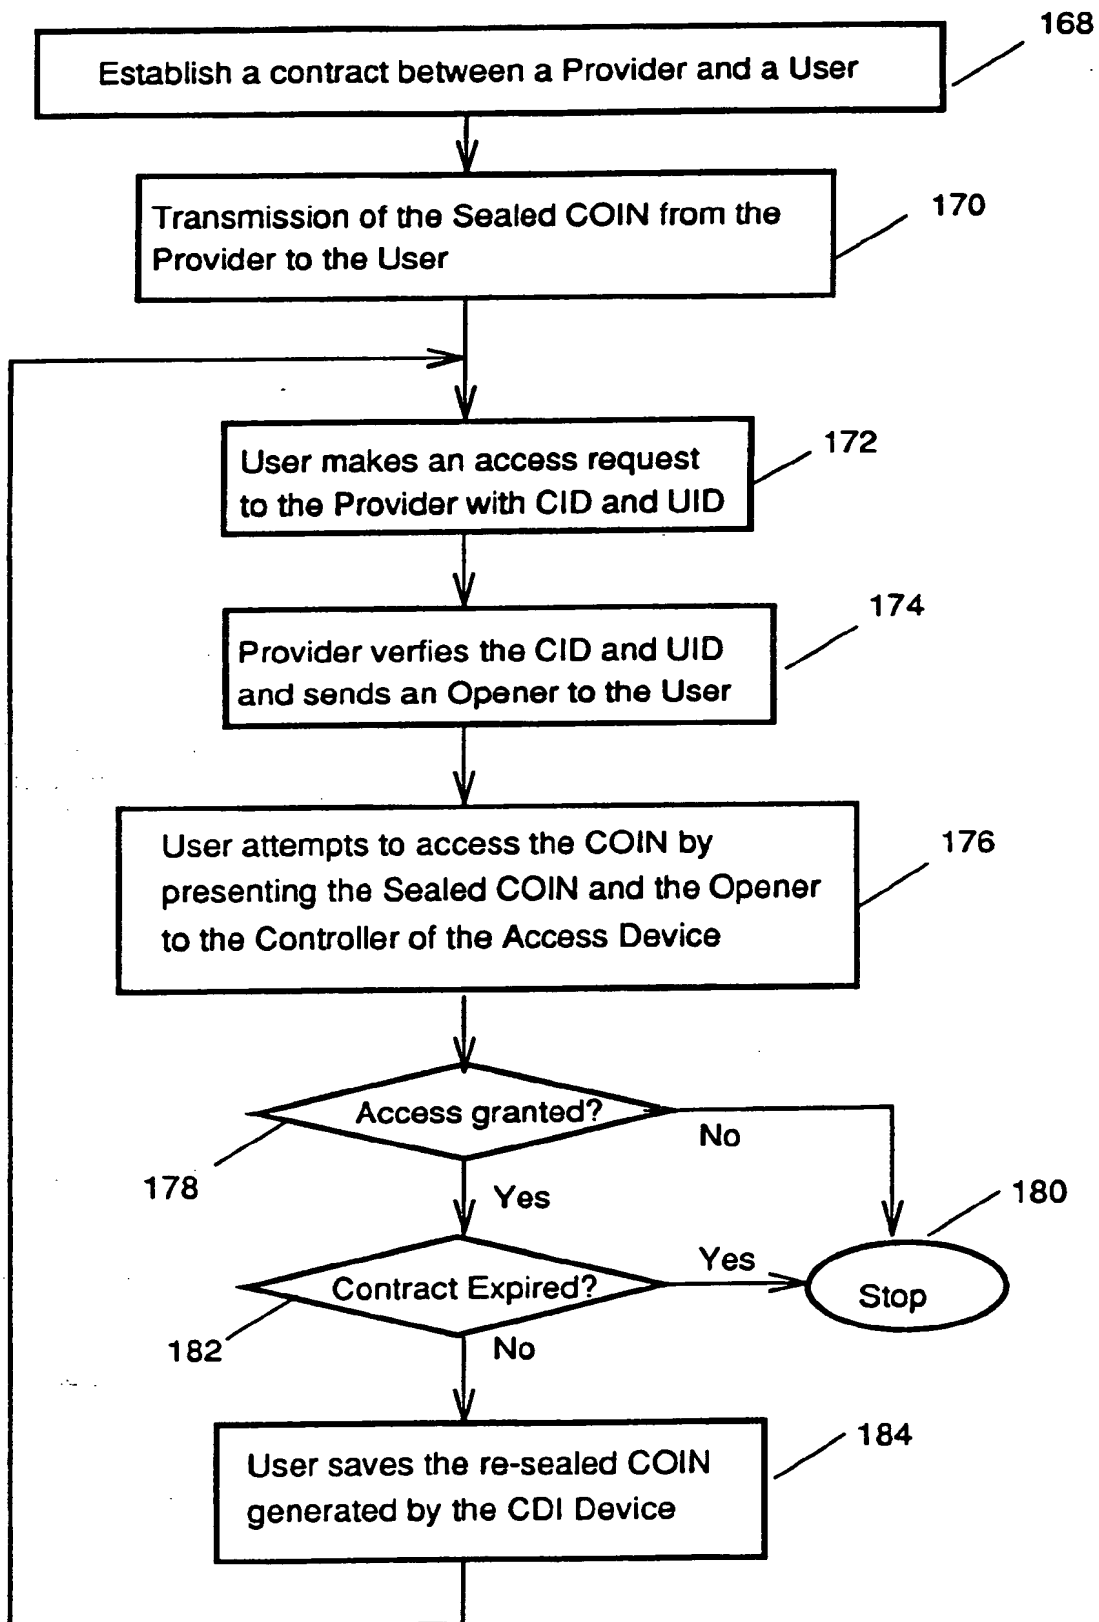 168
Establish a contract between a Provider and a User
Transmission of the Sealed COIN from the
Provider to the User
170
User makes an access request
to the Provider with CID and UID
172
Provider verfies the CID and UID
and sends an Opener to the User
174
User attempts to access the COIN by
presenting the Sealed COIN and the Opener
to the Controller of the Access Device
176
Access granted?
No
178
Yes
180
Contract Expired?
Yes
Stop
182
No
User saves the re-sealed COIN
generated by the CDI Device
184